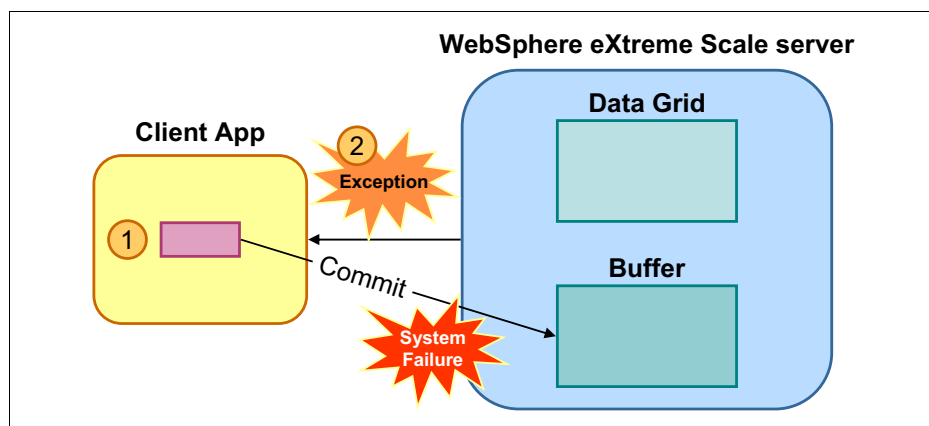 WebSphere eXtreme Scale server
Data Grid
Client App
2
Exception
1
Commit
Buffer
System
Failure